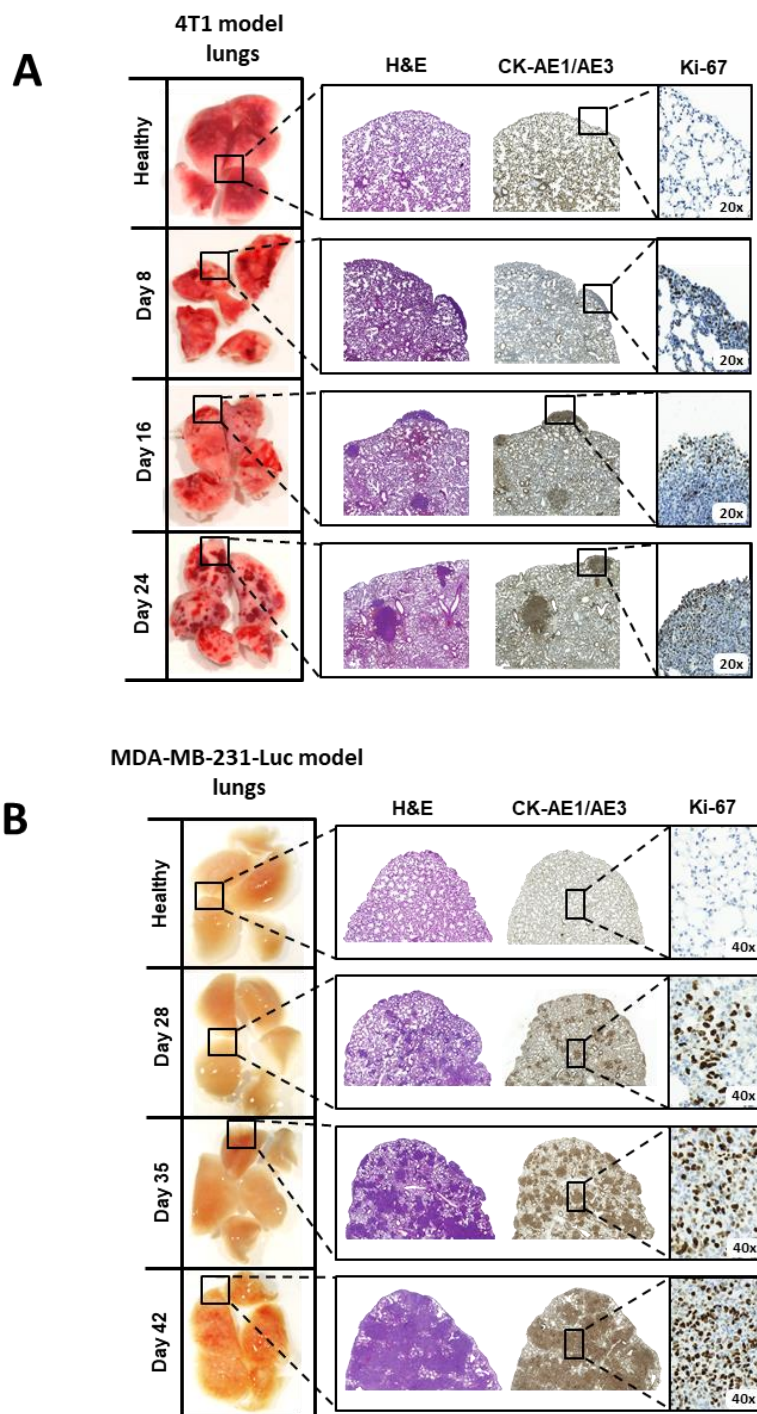 4T1 model
lungs
A
H&E
CK-AE1/AE3
Ki-67
Healthy
20x
Day 8
20x
Day 16
20x
Day 24
20x
MDA-MB-231-Luc model
lungs
B
H&E
CK-AE1/AE3
Ki-67
Healthy
40x
Day 28
40x
Day 35
40x
Day 42
40x